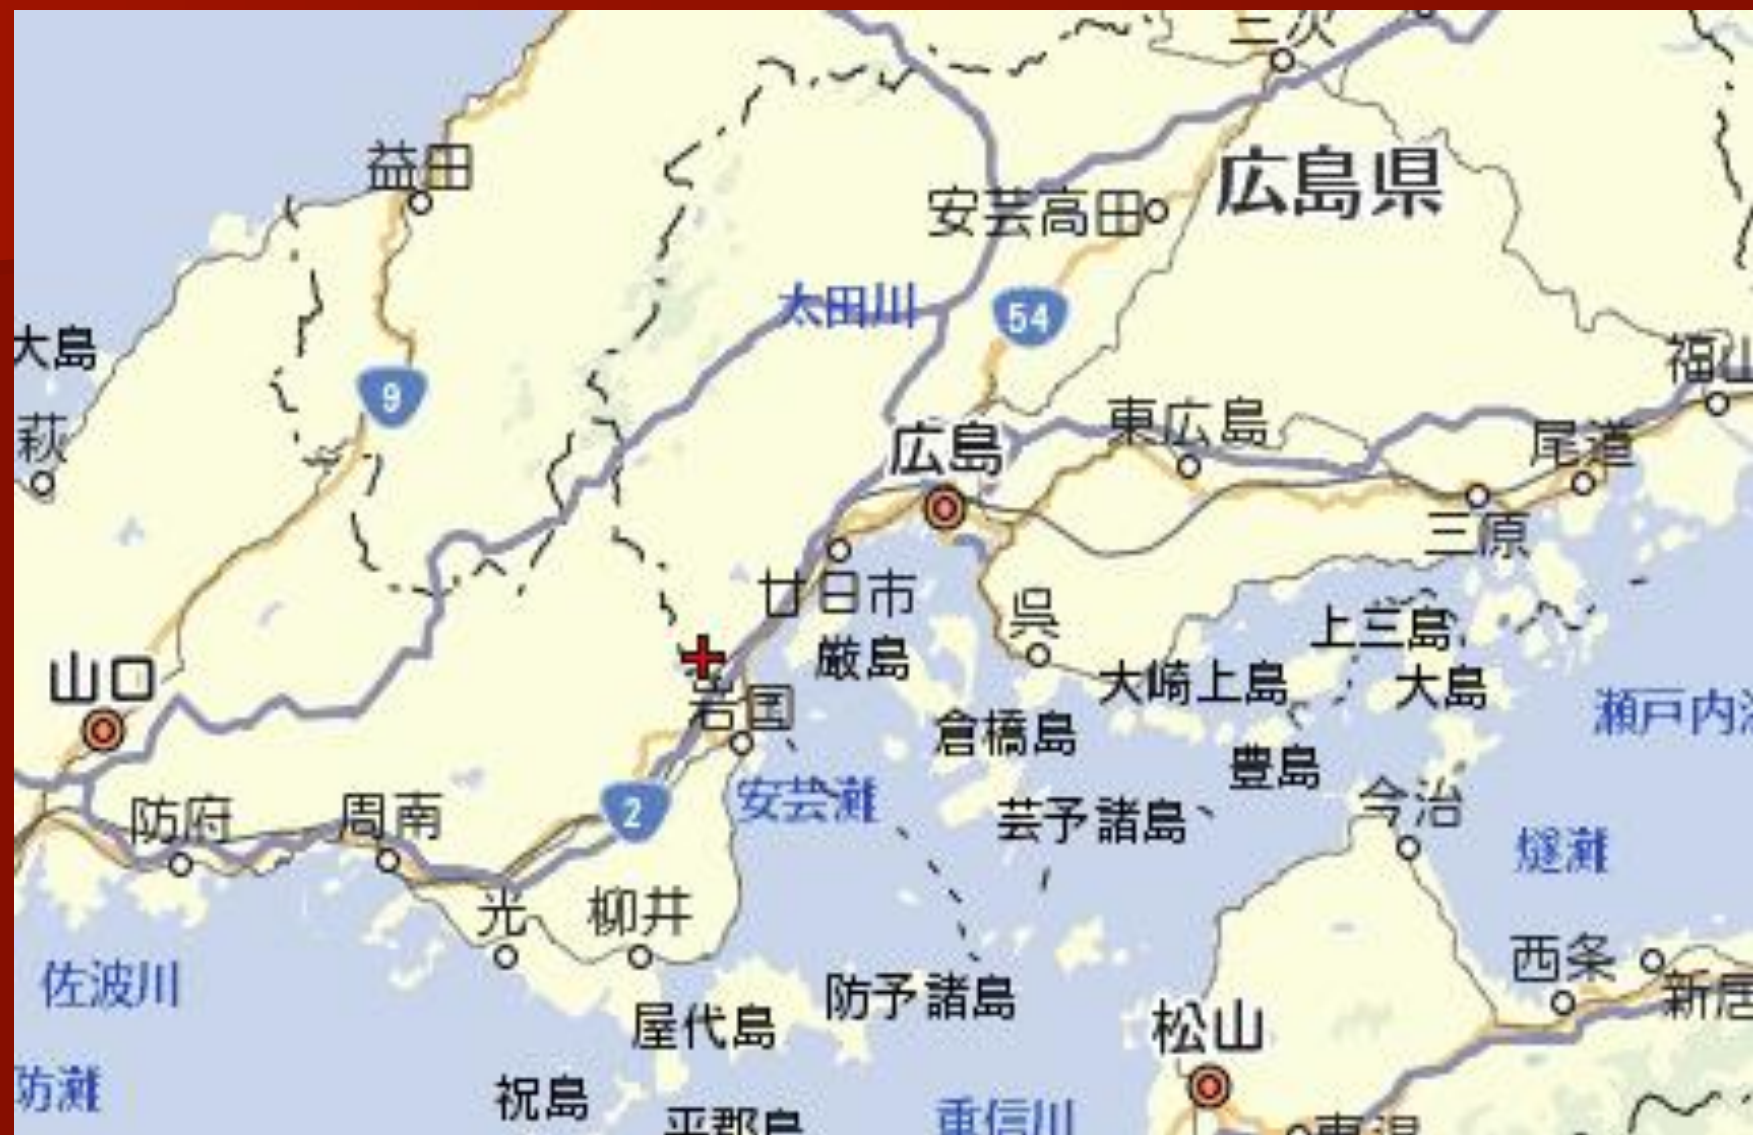 三次
益田
広島県
安芸高田
太田川
54
大島
福山
9
萩
東広島
尾道
広島
三原
廿日市
呉
上三島
厳島
大崎上島
大島
山口
岩国
倉橋島
瀬戸内
豊島
安芸灘
今治
2
防府
周南
芸予諸島
燧灘
光
柳井
西条
佐波川
防予諸島
新居
屋代島
松山
防灘
祝島
平郡島
重信川